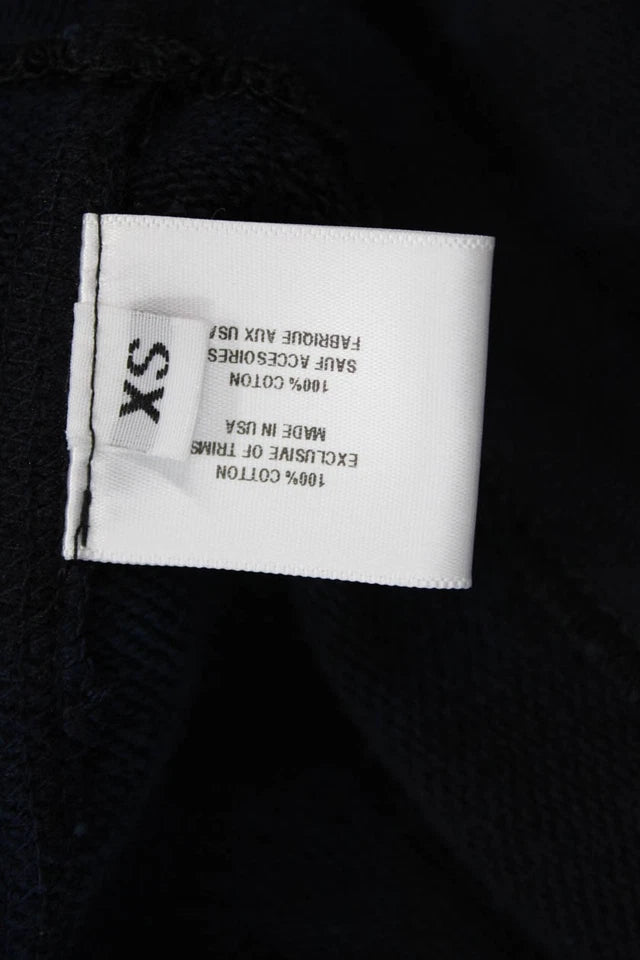 100% COTTON
EXCLUSIVE OF TRIMS
MADE IN USA
100% COTON
SAUF ACCESOIRES
FABRIQUE AUX USA
XS